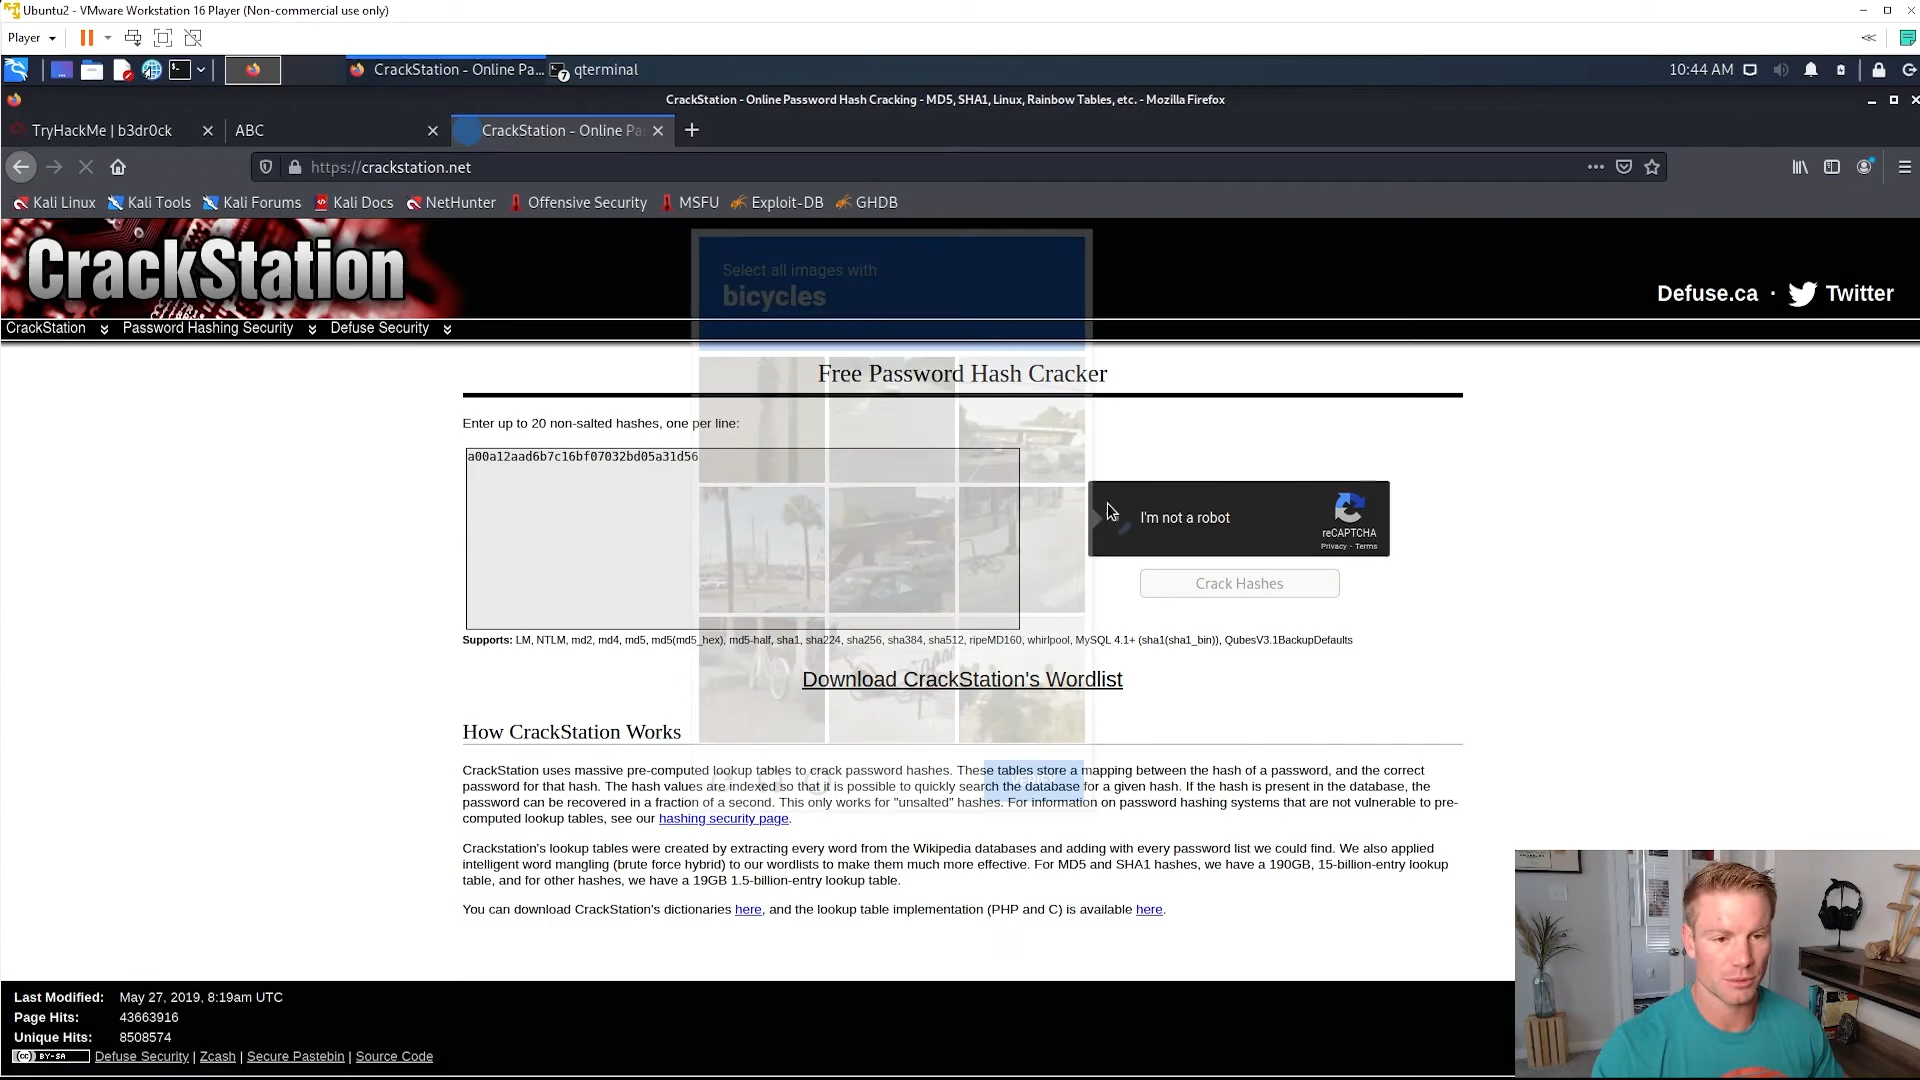 Ubuntu2 - VMware Workstation 16 Player (Non-commercial use only)
Player
CrackStation - Online Pa...
7
qterminal
10:44 AM
CrackStation - Online Password Hash Cracking - MD5, SHA1, Linux, Rainbow Tables, etc. - Mozilla Firefox
TryHackMe | b3dr0ck
ABC
CrackStation - Online Pa
https://crackstation.net
Kali Linux
Kali Tools
Kali Forums
Kali Docs
NetHunter
Offensive Security
MSFU
Exploit-DB
GHDB
CrackStation
Defuse.ca · Twitter
CrackStation
Password Hashing Security
Defuse Security
Select all images with
bicycles
Free Password Hash Cracker
Enter up to 20 non-salted hashes, one per line:
a00a12aad6b7c16bf07032bd05a31d56
I'm not a robot
reCAPTCHA
Privacy - Terms
Crack Hashes
Supports: LM, NTLM, md2, md4, md5, md5(md5_hex), md5-half, sha1, sha224, sha256, sha384, sha512, ripeMD160, whirlpool, MySQL 4.1+ (sha1(sha1_bin)), QubesV3.1BackupDefaults
Download CrackStation's Wordlist
How CrackStation Works
CrackStation uses massive pre-computed lookup tables to crack password hashes. These tables store a mapping between the hash of a password, and the correct
password for that hash. The hash values are indexed so that it is possible to quickly search the database for a given hash. If the hash is present in the database, the
password can be recovered in a fraction of a second. This only works for "unsalted" hashes. For information on password hashing systems that are not vulnerable to pre-
computed lookup tables, see our hashing security page.
Crackstation's lookup tables were created by extracting every word from the Wikipedia databases and adding with every password list we could find. We also applied
intelligent word mangling (brute force hybrid) to our wordlists to make them much more effective. For MD5 and SHA1 hashes, we have a 190GB, 15-billion-entry lookup
table, and for other hashes, we have a 19GB 1.5-billion-entry lookup table.
You can download CrackStation's dictionaries here, and the lookup table implementation (PHP and C) is available here.
Last Modified: May 27, 2019, 8:19am UTC
Page Hits: 43663916
Unique Hits: 8508574
(cc) BY-SA Defuse Security | Zcash | Secure Pastebin | Source Code